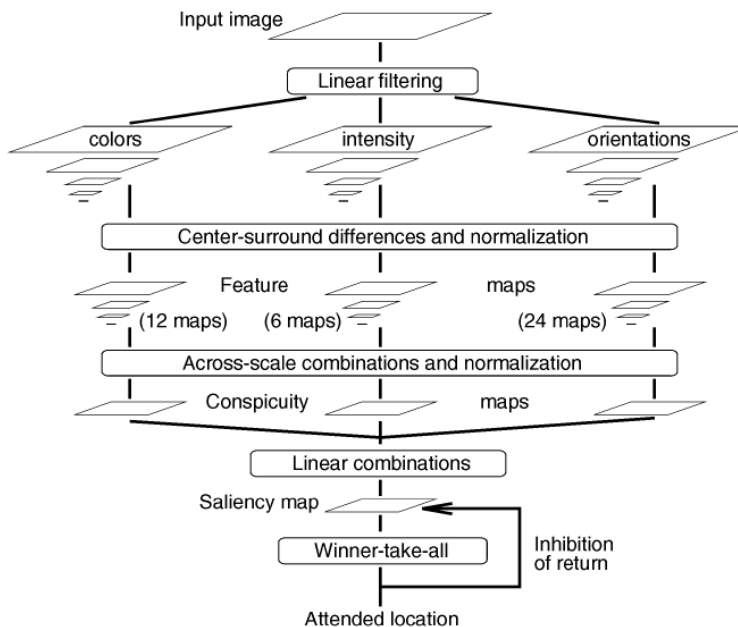 Input image
Linear filtering
colors
intensity
orientations
Center-surround differences and normalization
Feature maps
(12 maps)
(6 maps)
(24 maps)
Across-scale combinations and normalization
Conspicuity maps
Linear combinations
Saliency map
Winner-take-all
Inhibition
of return
Attended location